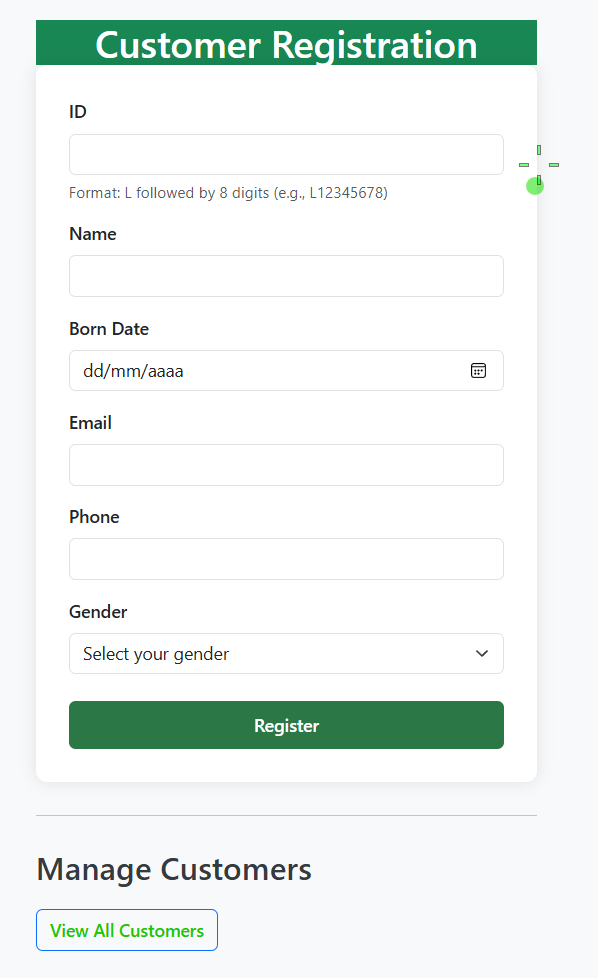 Customer Registration
ID
Format: L followed by 8 digits (e.g., L12345678)
Name
Born Date
dd/mm/aaaa
Email
Phone
Gender
Select your gender
Register
Manage Customers
View All Customers